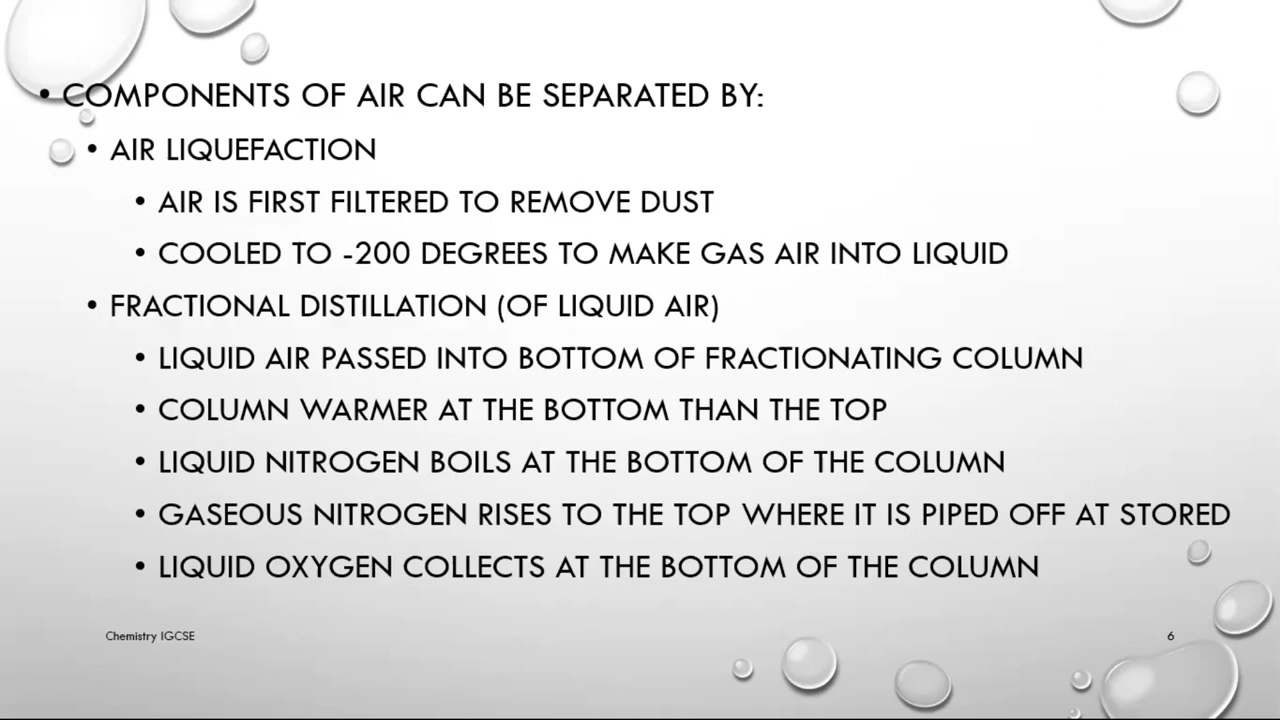 • COMPONENTS OF AIR CAN BE SEPARATED BY:
• AIR LIQUEFACTION
• AIR IS FIRST FILTERED TO REMOVE DUST
• COOLED TO -200 DEGREES TO MAKE GAS AIR INTO LIQUID
• FRACTIONAL DISTILLATION (OF LIQUID AIR)
• LIQUID AIR PASSED INTO BOTTOM OF FRACTIONATING COLUMN
• COLUMN WARMER AT THE BOTTOM THAN THE TOP
• LIQUID NITROGEN BOILS AT THE BOTTOM OF THE COLUMN
• GASEOUS NITROGEN RISES TO THE TOP WHERE IT IS PIPED OFF AT STORED
• LIQUID OXYGEN COLLECTS AT THE BOTTOM OF THE COLUMN
Chemistry IGCSE
6